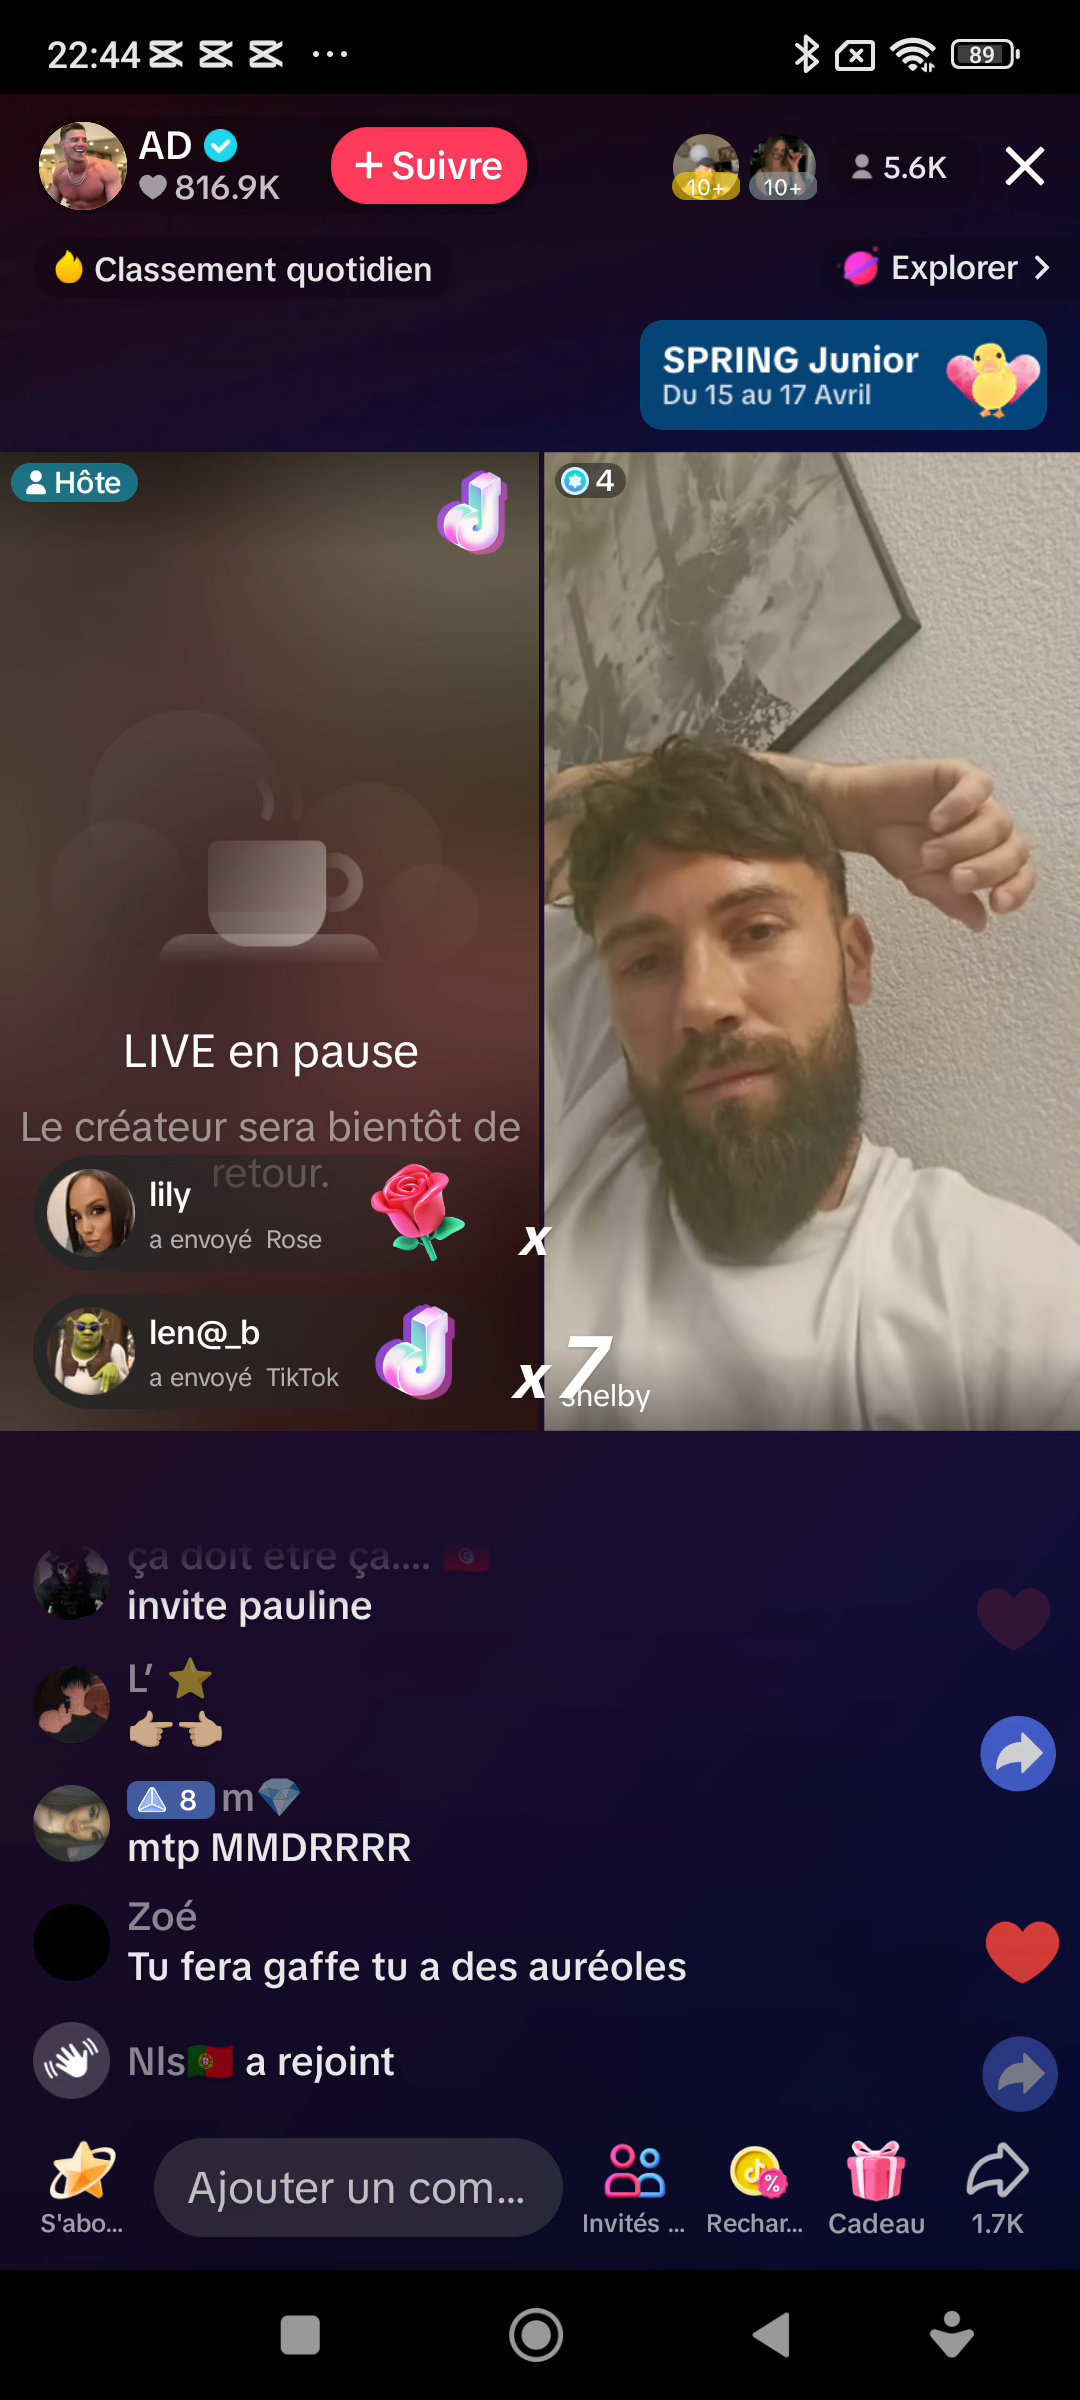 22:44
89
AD
816.9K
+ Suivre
10+
10+
5.6K
Classement quotidien
Explorer
SPRING Junior
Du 15 au 17 Avril
Hôte
4
LIVE en pause
Le créateur sera bientôt de
retour.
lily
a envoyé Rose
x
len@_b
a envoyé TikTok
x7
shelby
ça doit être ça....
invite pauline
L’
8 m
mtp MMDRRRR
Zoé
Tu fera gaffe tu a des auréoles
Nls a rejoint
S'abo...
Ajouter un com...
Invités ...
Rechar...
Cadeau
1.7K